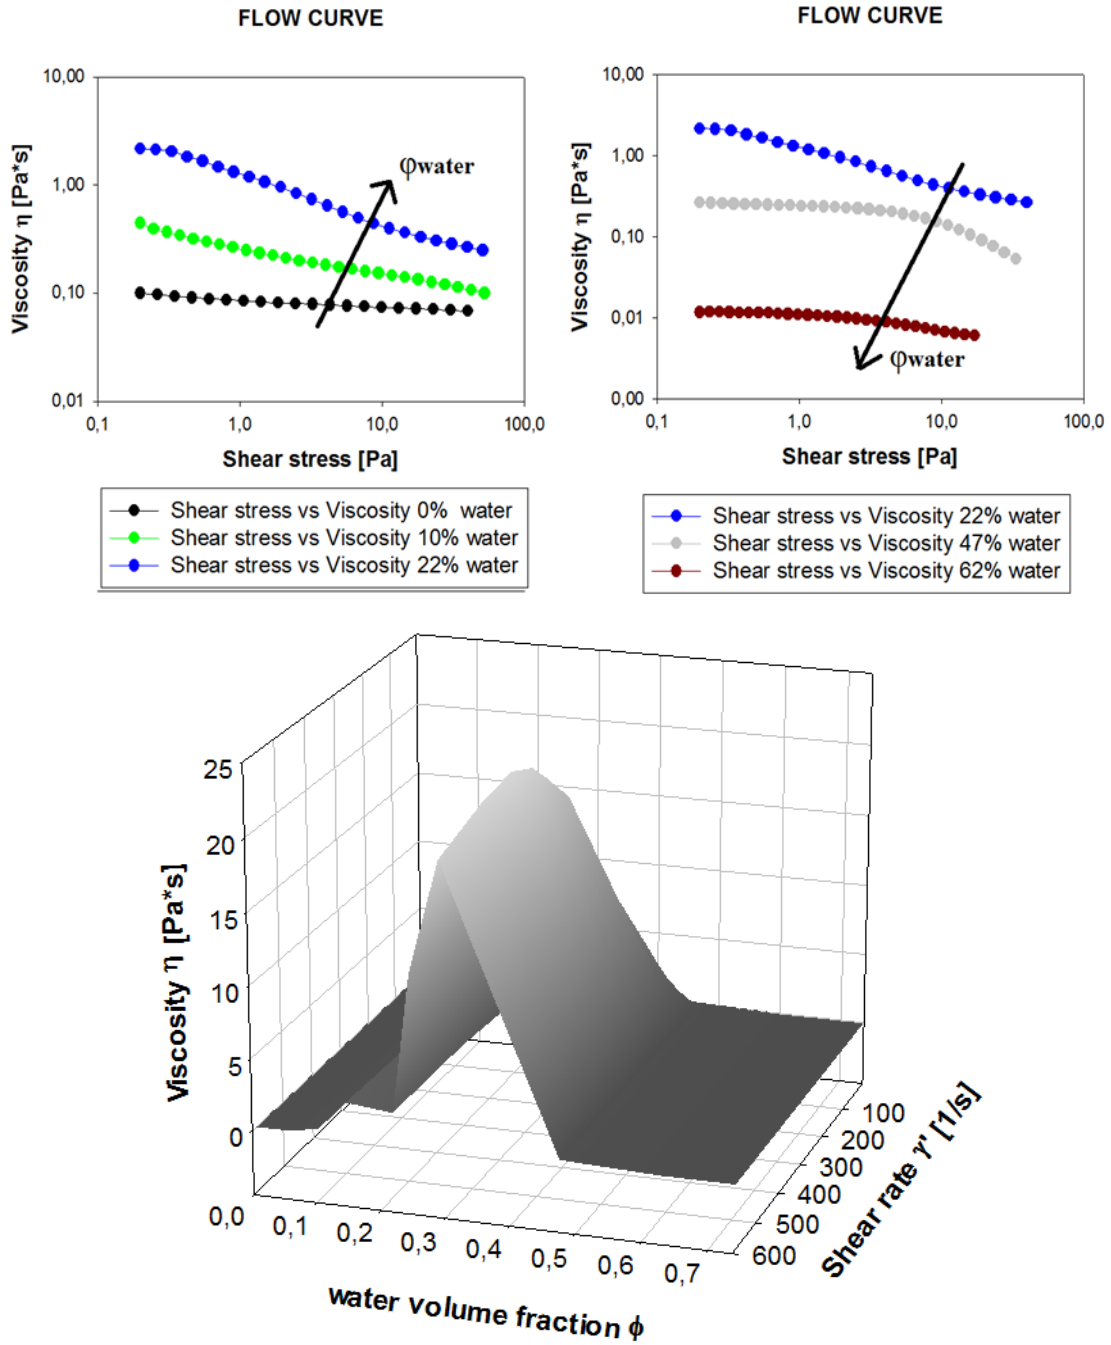 FLOW CURVE
Viscosity η [Pa*s]
10,00
1,00
0,10
0,01
φwater
0,1
1,0
10,0
100,0
Shear stress [Pa]
Shear stress vs Viscosity 0% water
Shear stress vs Viscosity 10% water
Shear stress vs Viscosity 22% water
FLOW CURVE
Viscosity η [Pa*s]
10,00
1,00
0,10
0,01
0,00
φwater
0,1
1,0
10,0
100,0
Shear stress [Pa]
Shear stress vs Viscosity 22% water
Shear stress vs Viscosity 47% water
Shear stress vs Viscosity 62% water
Viscosity η [Pa*s]
25
20
15
10
5
0
0,0
0,1
0,2
0,3
0,4
0,5
0,6
0,7
water volume fraction ϕ
100
200
300
400
500
600
Shear rate γ' [1/s]